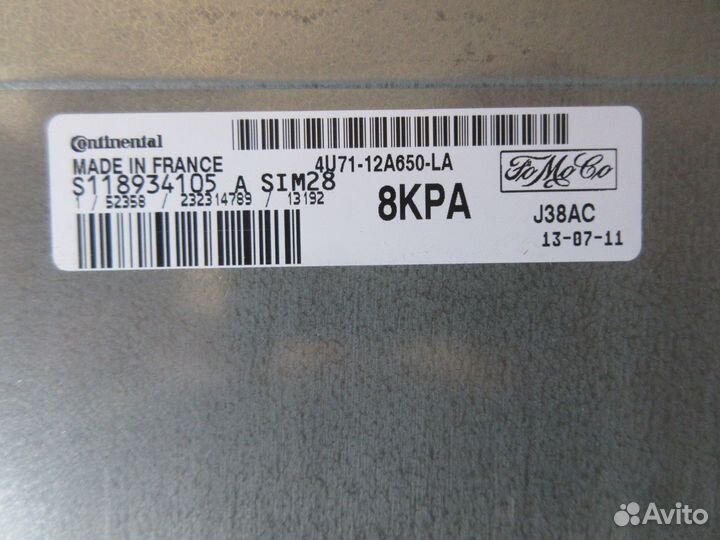 Continental
MADE IN FRANCE
S118934105 A SIM28
1 / 52358 / 232314789 / 13192
4U71-12A650-LA
8KPA
FoMoCo
J38AC
13-07-11
Avito